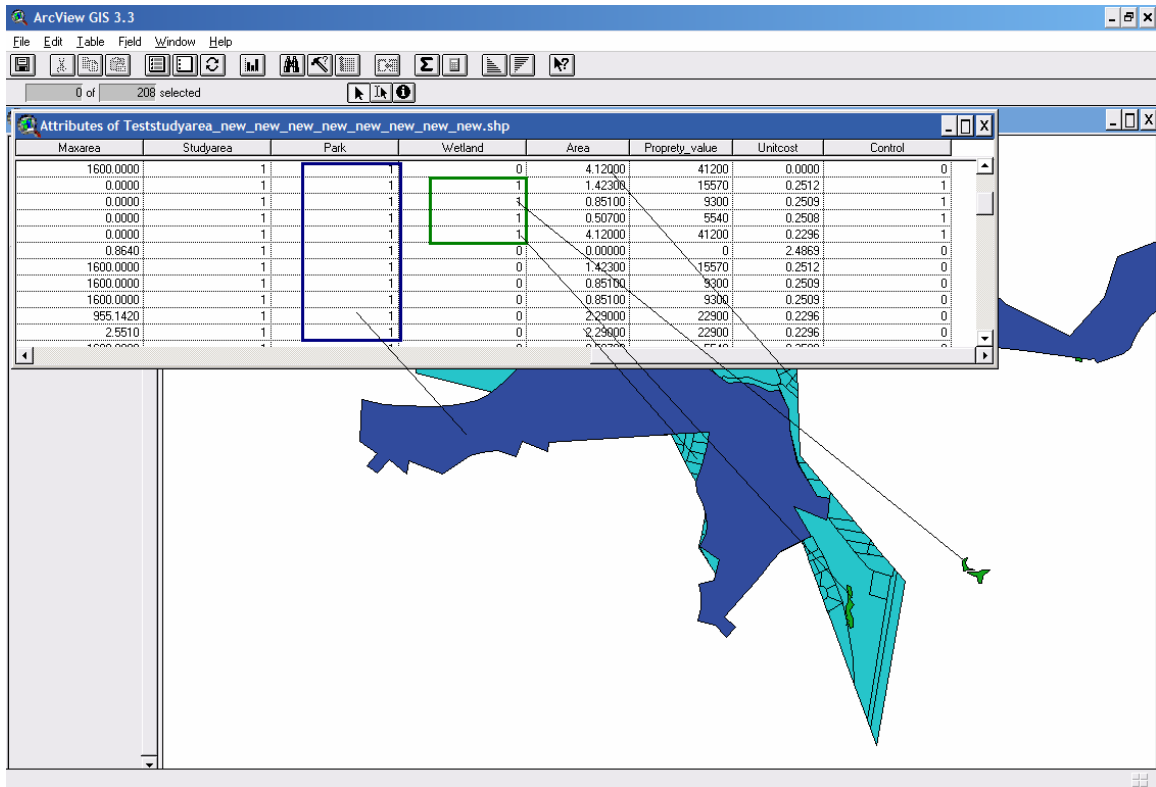 ArcView GIS 3.3
File Edit Table Field Window Help
0 of 208 selected
Attributes of Teststudyarea_new_new_new_new_new_new_new.shp
Maxarea Studyarea Park Wetland Area Proprety_value Unitcost Control
1600.0000 1 1 0 4.12000 41200 0.0000 0
0.0000 1 1 1 1.42300 15570 0.2512 1
0.0000 1 1 1 0.85100 9300 0.2509 1
0.0000 1 1 1 0.50700 5540 0.2508 1
0.0000 1 1 1 4.12000 41200 0.2296 1
0.8640 1 1 0 0.00000 0 2.4869 0
1600.0000 1 1 0 1.42300 15570 0.2512 0
1600.0000 1 1 0 0.85100 9300 0.2509 0
1600.0000 1 1 0 0.85100 9300 0.2509 0
955.1420 1 1 0 2.29000 22900 0.2296 0
2.5510 1 1 0 2.29000 22900 0.2296 0